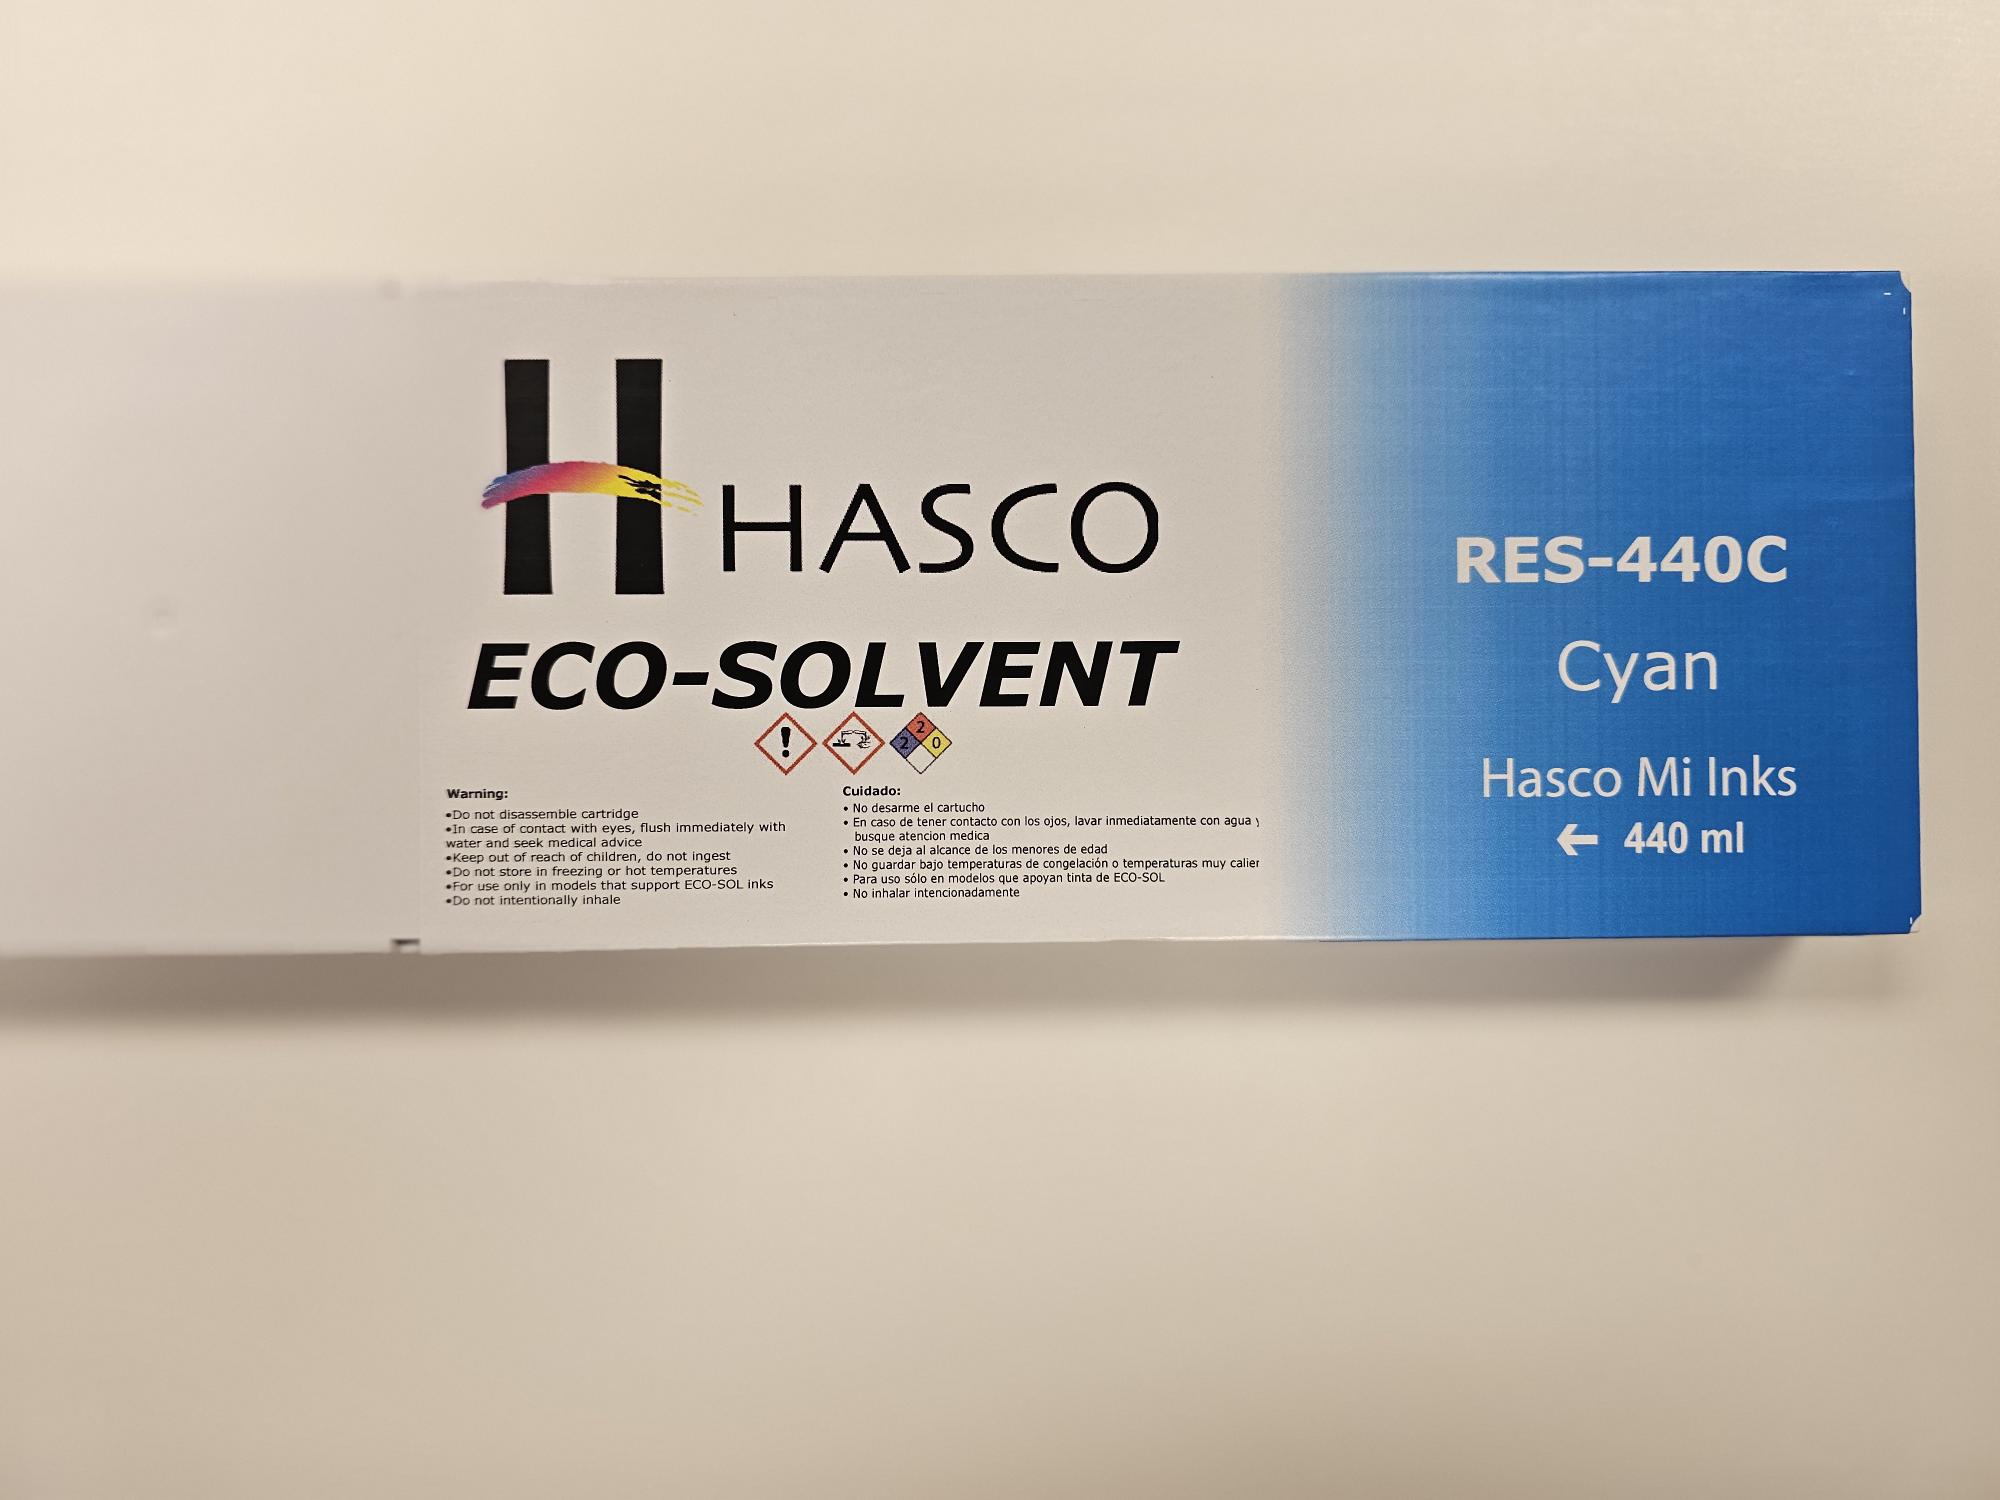 HASCO
ECO-SOLVENT
2
2 0
Warning:
•Do not disassemble cartridge
•In case of contact with eyes, flush immediately with
water and seek medical advice
•Keep out of reach of children, do not ingest
•Do not store in freezing or hot temperatures
•For use only in models that support ECO-SOL inks
•Do not intentionally inhale
Cuidado:
• No desarme el cartucho
• En caso de tener contacto con los ojos, lavar inmediatamente con agua y
busque atencion medica
• No se deja al alcance de los menores de edad
• No guardar bajo temperaturas de congelación o temperaturas muy calier
• Para uso sólo en modelos que apoyan tinta de ECO-SOL
• No inhalar intencionadamente
RES-440C
Cyan
Hasco Mi Inks
← 440 ml